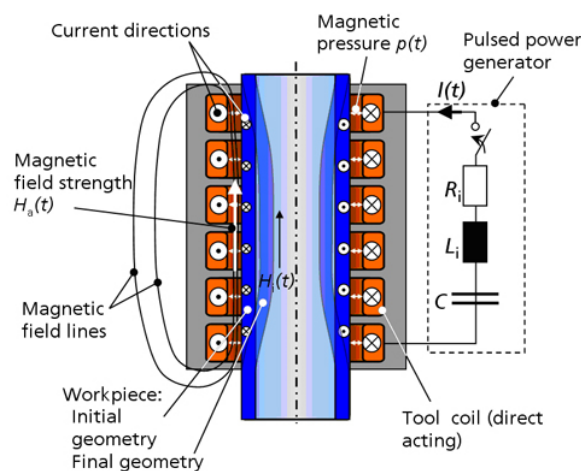 Current directions
Magnetic
pressure p(t)
Pulsed power
generator
I(t)
Magnetic
field strength
Hₐ(t)
Rᵢ
Lᵢ
C
Hᵢ(t)
Magnetic
field lines
Workpiece:
Initial
geometry
Final geometry
Tool coil (direct
acting)